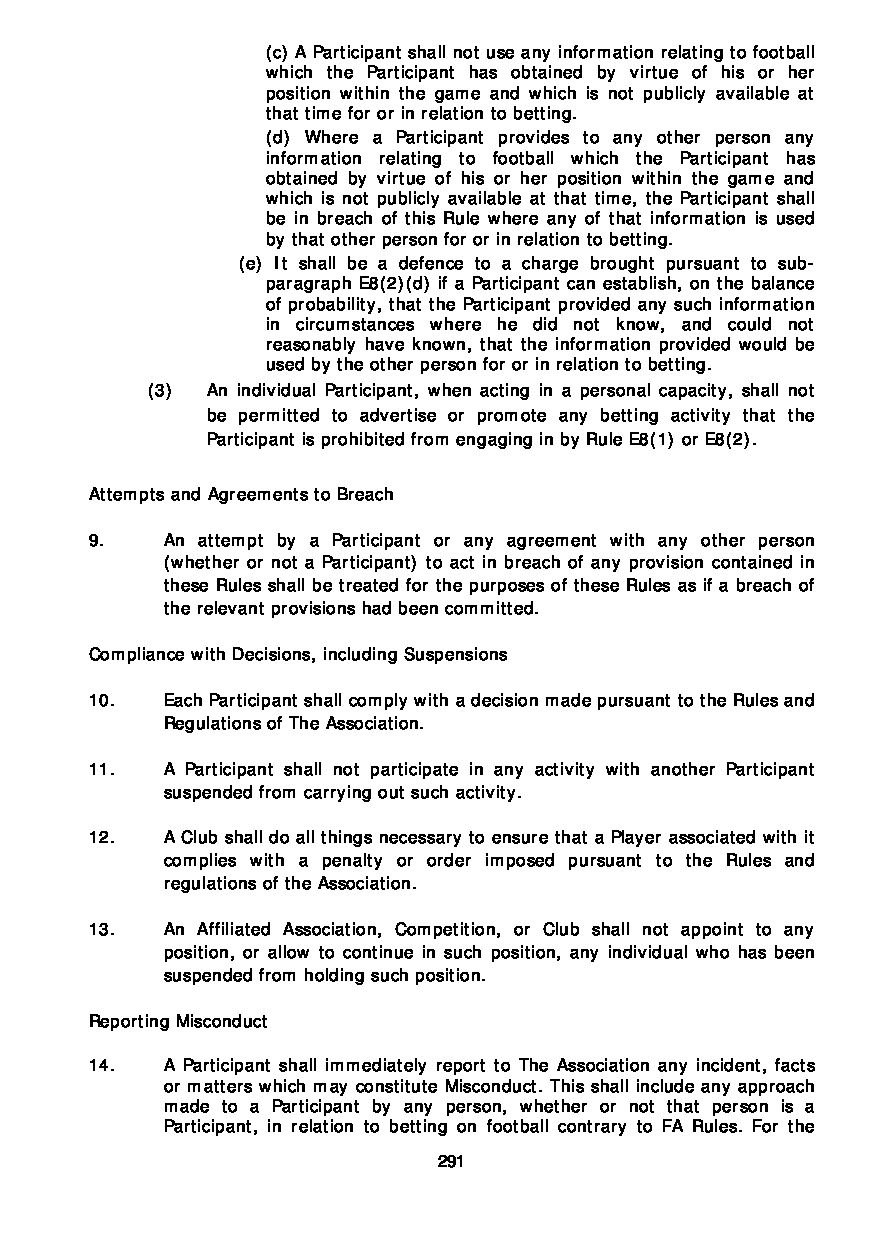 (c) A Participant shall not use any information relating to football
which the Participant has obtained by virtue of his or her
position within the game and which is not publicly available at
that time for or in relation to betting.
(d) Where a Participant provides to any other person any
information relating to football which the Participant has
obtained by virtue of his or her position within the game and
which is not publicly available at that time, the Participant shall
be in breach of this Rule where any of that information is used
by that other person for or in relation to betting.
(e) It shall be a defence to a charge brought pursuant to sub-
paragraph E8(2)(d) if a Participant can establish, on the balance
of probability, that the Participant provided any such information
in circumstances where he did not know, and could not
reasonably have known, that the information provided would be
used by the other person for or in relation to betting.
(3) An individual Participant, when acting in a personal capacity, shall not
be permitted to advertise or promote any betting activity that the
Participant is prohibited from engaging in by Rule E8(1) or E8(2).
Attempts and Agreements to Breach
9. An attempt by a Participant or any agreement with any other person
(whether or not a Participant) to act in breach of any provision contained in
these Rules shall be treated for the purposes of these Rules as if a breach of
the relevant provisions had been committed.
Compliance with Decisions, including Suspensions
10. Each Participant shall comply with a decision made pursuant to the Rules and
Regulations of The Association.
11. A Participant shall not participate in any activity with another Participant
suspended from carrying out such activity.
12. A Club shall do all things necessary to ensure that a Player associated with it
complies with a penalty or order imposed pursuant to the Rules and
regulations of the Association.
13. An Affiliated Association, Competition, or Club shall not appoint to any
position, or allow to continue in such position, any individual who has been
suspended from holding such position.
Reporting Misconduct
14. A Participant shall immediately report to The Association any incident, facts
or matters which may constitute Misconduct. This shall include any approach
made to a Participant by any person, whether or not that person is a
Participant, in relation to betting on football contrary to FA Rules. For the
291